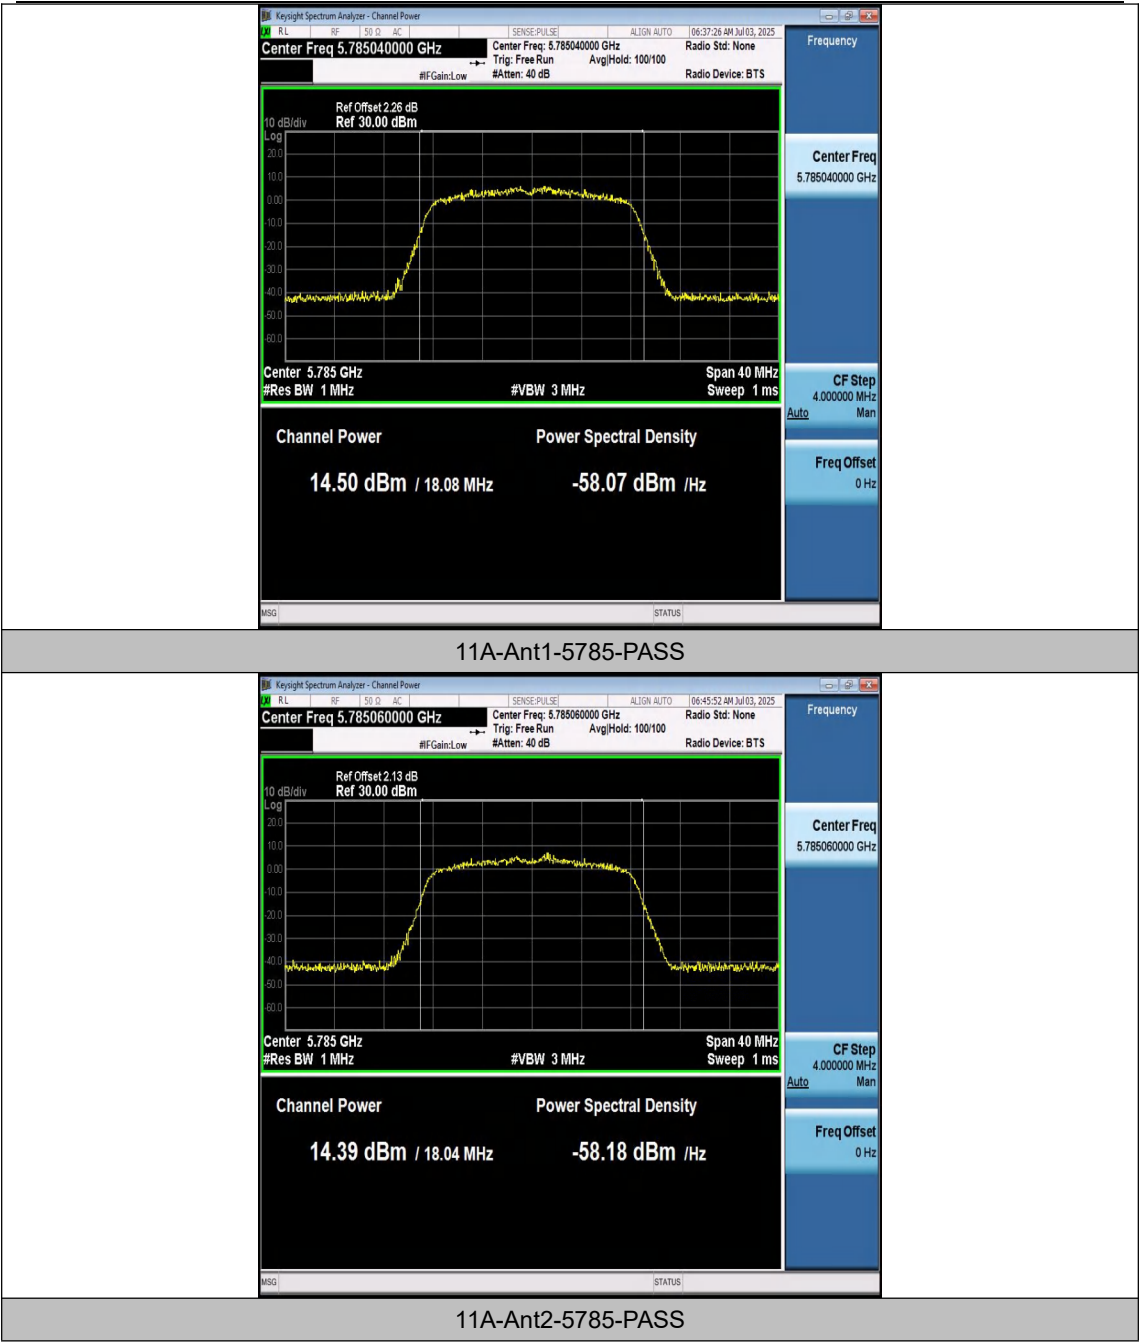 Keysight Spectrum Analyzer - Channel Power
RL RF 50 Ω AC SENSE:PULSE ALIGN AUTO 06:37:26 AM Jul 03, 2025
Center Freq 5.785040000 GHz
Center Freq: 5.785040000 GHz Radio Std: None
Trig: Free Run Avg|Hold: 100/100
#IFGain:Low #Atten: 40 dB Radio Device: BTS
Frequency
Ref Offset 2.26 dB
10 dB/div Ref 30.00 dBm
Log
20.0
10.0
0.00
-10.0
-20.0
-30.0
-40.0
-50.0
-60.0
Center 5.785 GHz Span 40 MHz
#Res BW 1 MHz #VBW 3 MHz Sweep 1 ms
Center Freq
5.785040000 GHz
CF Step
4.000000 MHz
Auto Man
Freq Offset
0 Hz
Channel Power Power Spectral Density
14.50 dBm / 18.08 MHz -58.07 dBm /Hz
MSG STATUS
11A-Ant1-5785-PASS
Keysight Spectrum Analyzer - Channel Power
RL RF 50 Ω AC SENSE:PULSE ALIGN AUTO 06:45:52 AM Jul 03, 2025
Center Freq 5.785060000 GHz
Center Freq: 5.785060000 GHz Radio Std: None
Trig: Free Run Avg|Hold: 100/100
#IFGain:Low #Atten: 40 dB Radio Device: BTS
Frequency
Ref Offset 2.13 dB
10 dB/div Ref 30.00 dBm
Log
20.0
10.0
0.00
-10.0
-20.0
-30.0
-40.0
-50.0
-60.0
Center 5.785 GHz Span 40 MHz
#Res BW 1 MHz #VBW 3 MHz Sweep 1 ms
Center Freq
5.785060000 GHz
CF Step
4.000000 MHz
Auto Man
Freq Offset
0 Hz
Channel Power Power Spectral Density
14.39 dBm / 18.04 MHz -58.18 dBm /Hz
MSG STATUS
11A-Ant2-5785-PASS